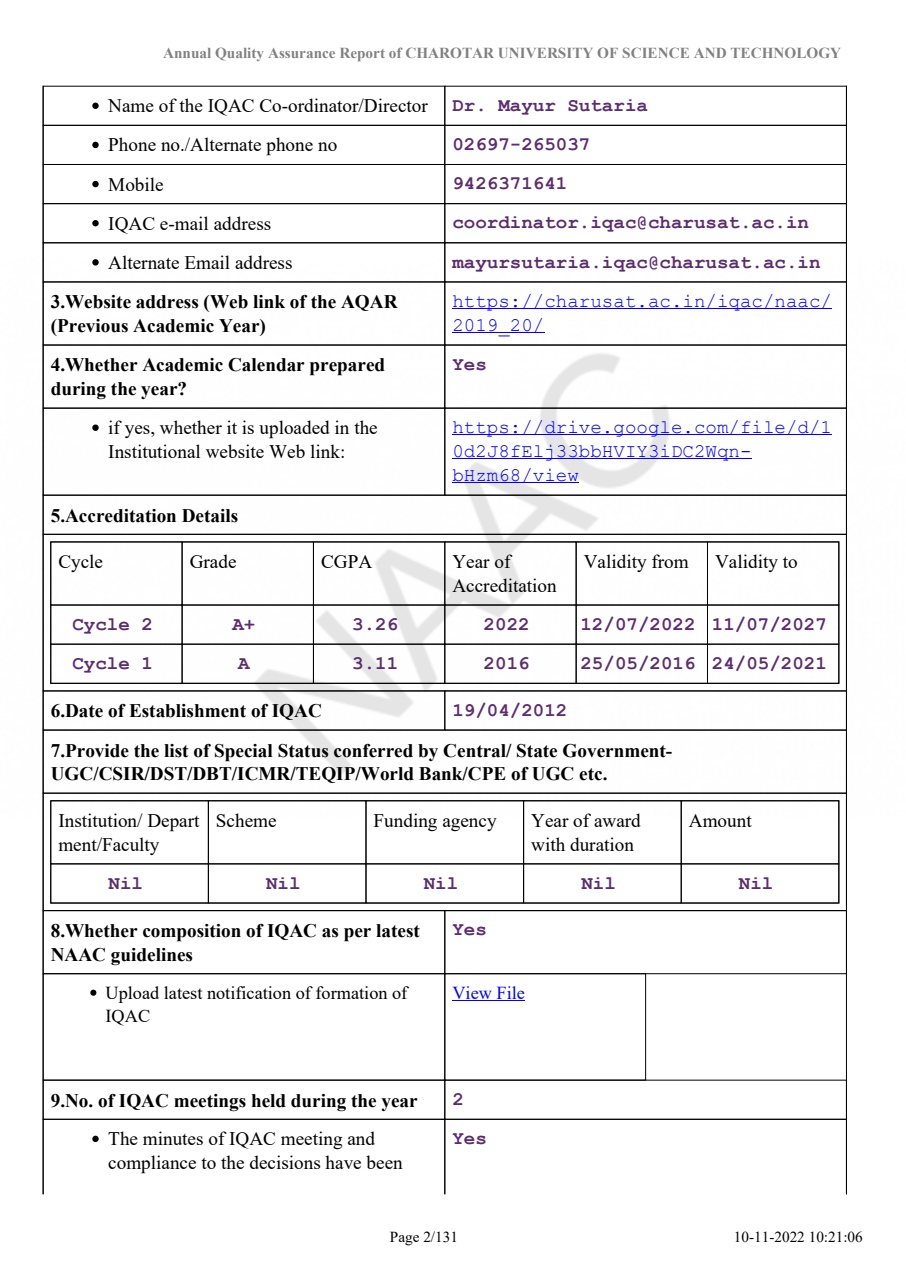 Annual Quality Assurance Report of CHAROTAR UNIVERSITY OF SCIENCE AND TECHNOLOGY
• Name of the IQAC Co-ordinator/Director Dr. Mayur Sutaria
• Phone no./Alternate phone no 02697-265037
• Mobile 9426371641
• IQAC e-mail address coordinator.iqac@charusat.ac.in
• Alternate Email address mayursutaria.iqac@charusat.ac.in
3.Website address (Web link of the AQAR
(Previous Academic Year)
https://charusat.ac.in/iqac/naac/
2019_20/
4.Whether Academic Calendar prepared
during the year?
Yes
• if yes, whether it is uploaded in the
Institutional website Web link:
https://drive.google.com/file/d/1
0d2J8fElj33bbHVIY3iDC2Wqn-
bHzm68/view
5.Accreditation Details
Cycle Grade CGPA Year of
Accreditation Validity from Validity to
Cycle 2 A+ 3.26 2022 12/07/2022 11/07/2027
Cycle 1 A 3.11 2016 25/05/2016 24/05/2021
6.Date of Establishment of IQAC 19/04/2012
7.Provide the list of Special Status conferred by Central/ State Government-
UGC/CSIR/DST/DBT/ICMR/TEQIP/World Bank/CPE of UGC etc.
Institution/ Depart
ment/Faculty Scheme Funding agency Year of award
with duration Amount
Nil Nil Nil Nil Nil
8.Whether composition of IQAC as per latest
NAAC guidelines
Yes
• Upload latest notification of formation of
IQAC
View File
9.No. of IQAC meetings held during the year 2
• The minutes of IQAC meeting and
compliance to the decisions have been
Yes
NAAC
Page 2/131 10-11-2022 10:21:06